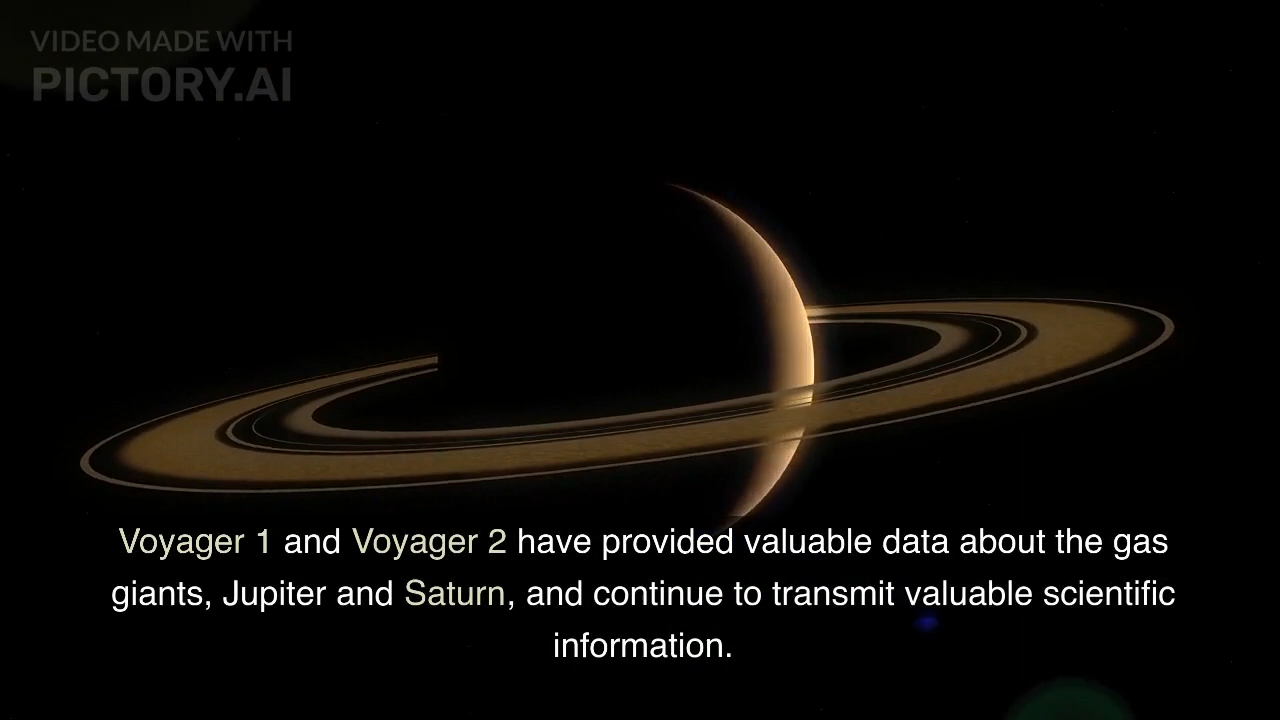 VIDEO MADE WITH
PICTORY.AI
Voyager 1 and Voyager 2 have provided valuable data about the gas
giants, Jupiter and Saturn, and continue to transmit valuable scientific
information.